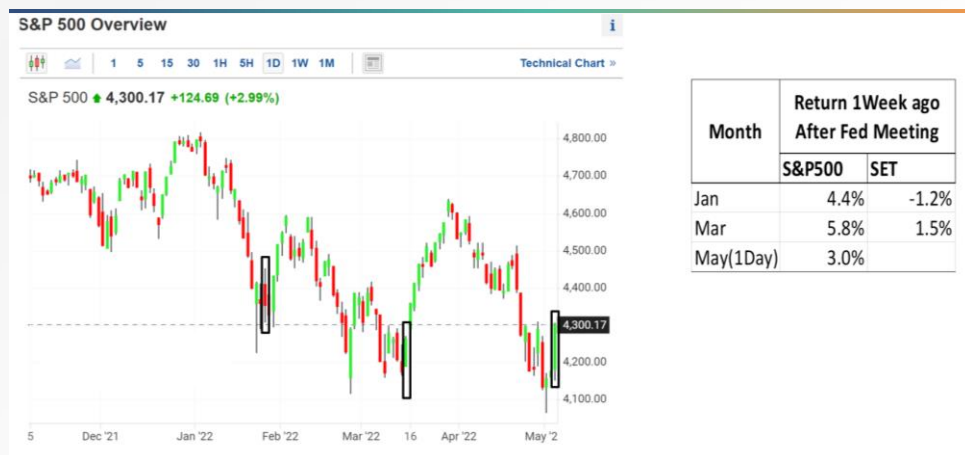 S&P 500 Overview
i
1 5 15 30 1H 5H 1D 1W 1M
Technical Chart »
S&P 500 4,300.17 +124.69 (+2.99%)
4,800.00
4,700.00
4,600.00
4,500.00
4,400.00
4,300.17
4,200.00
4,100.00
5 Dec '21 Jan '22 Feb '22 Mar '22 16 Apr '22 May '2
Month Return 1Week ago
After Fed Meeting
S&P500 SET
Jan 4.4% -1.2%
Mar 5.8% 1.5%
May(1Day) 3.0%